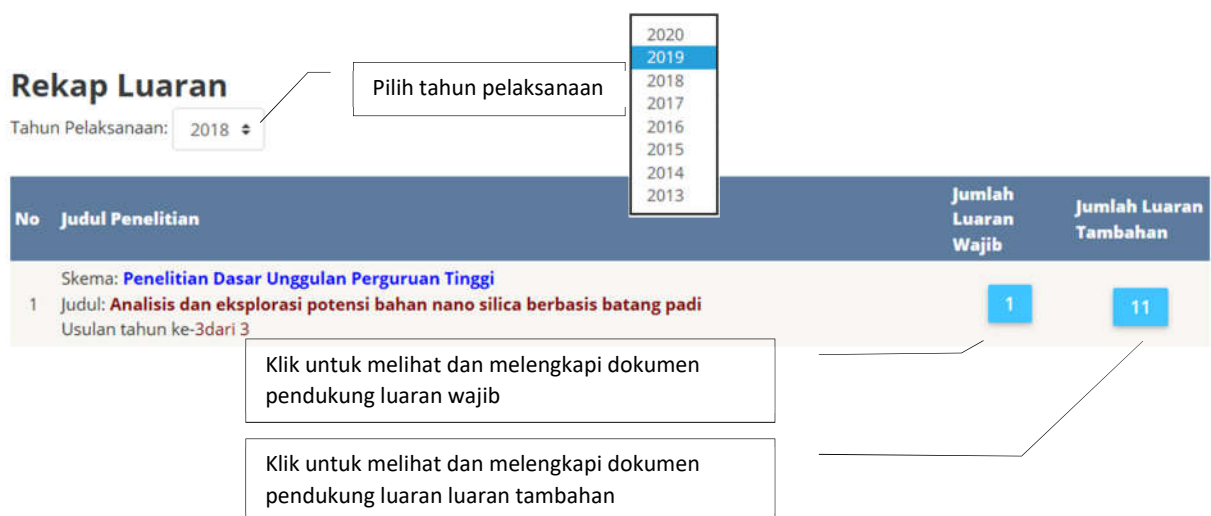 Rekap Luaran
Tahun Pelaksanaan: 2018
Pilih tahun pelaksanaan
2020
2019
2018
2017
2016
2015
2014
2013
No Judul Penelitian
Jumlah
Luaran
Wajib
Jumlah Luaran
Tambahan
Skema: Penelitian Dasar Unggulan Perguruan Tinggi
1 Judul: Analisis dan eksplorasi potensi bahan nano silica berbasis batang padi
Usulan tahun ke-3dari 3
1
11
Klik untuk melihat dan melengkapi dokumen
pendukung luaran wajib
Klik untuk melihat dan melengkapi dokumen
pendukung luaran luaran tambahan